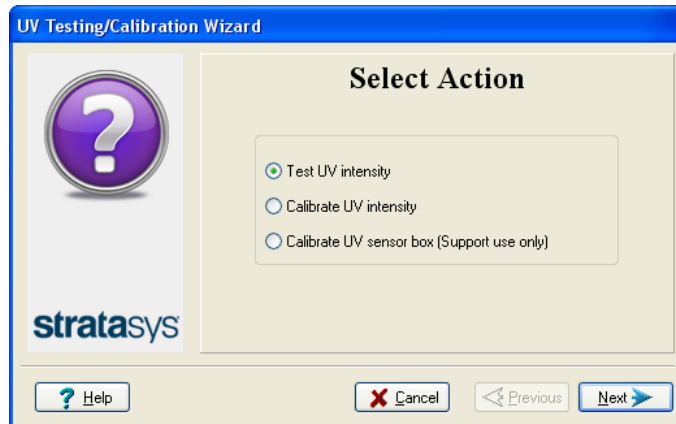 UV Testing/Calibration Wizard
Select Action
Test UV intensity
Calibrate UV intensity
Calibrate UV sensor box (Support use only)
stratasys
? Help
Cancel
Previous
Next